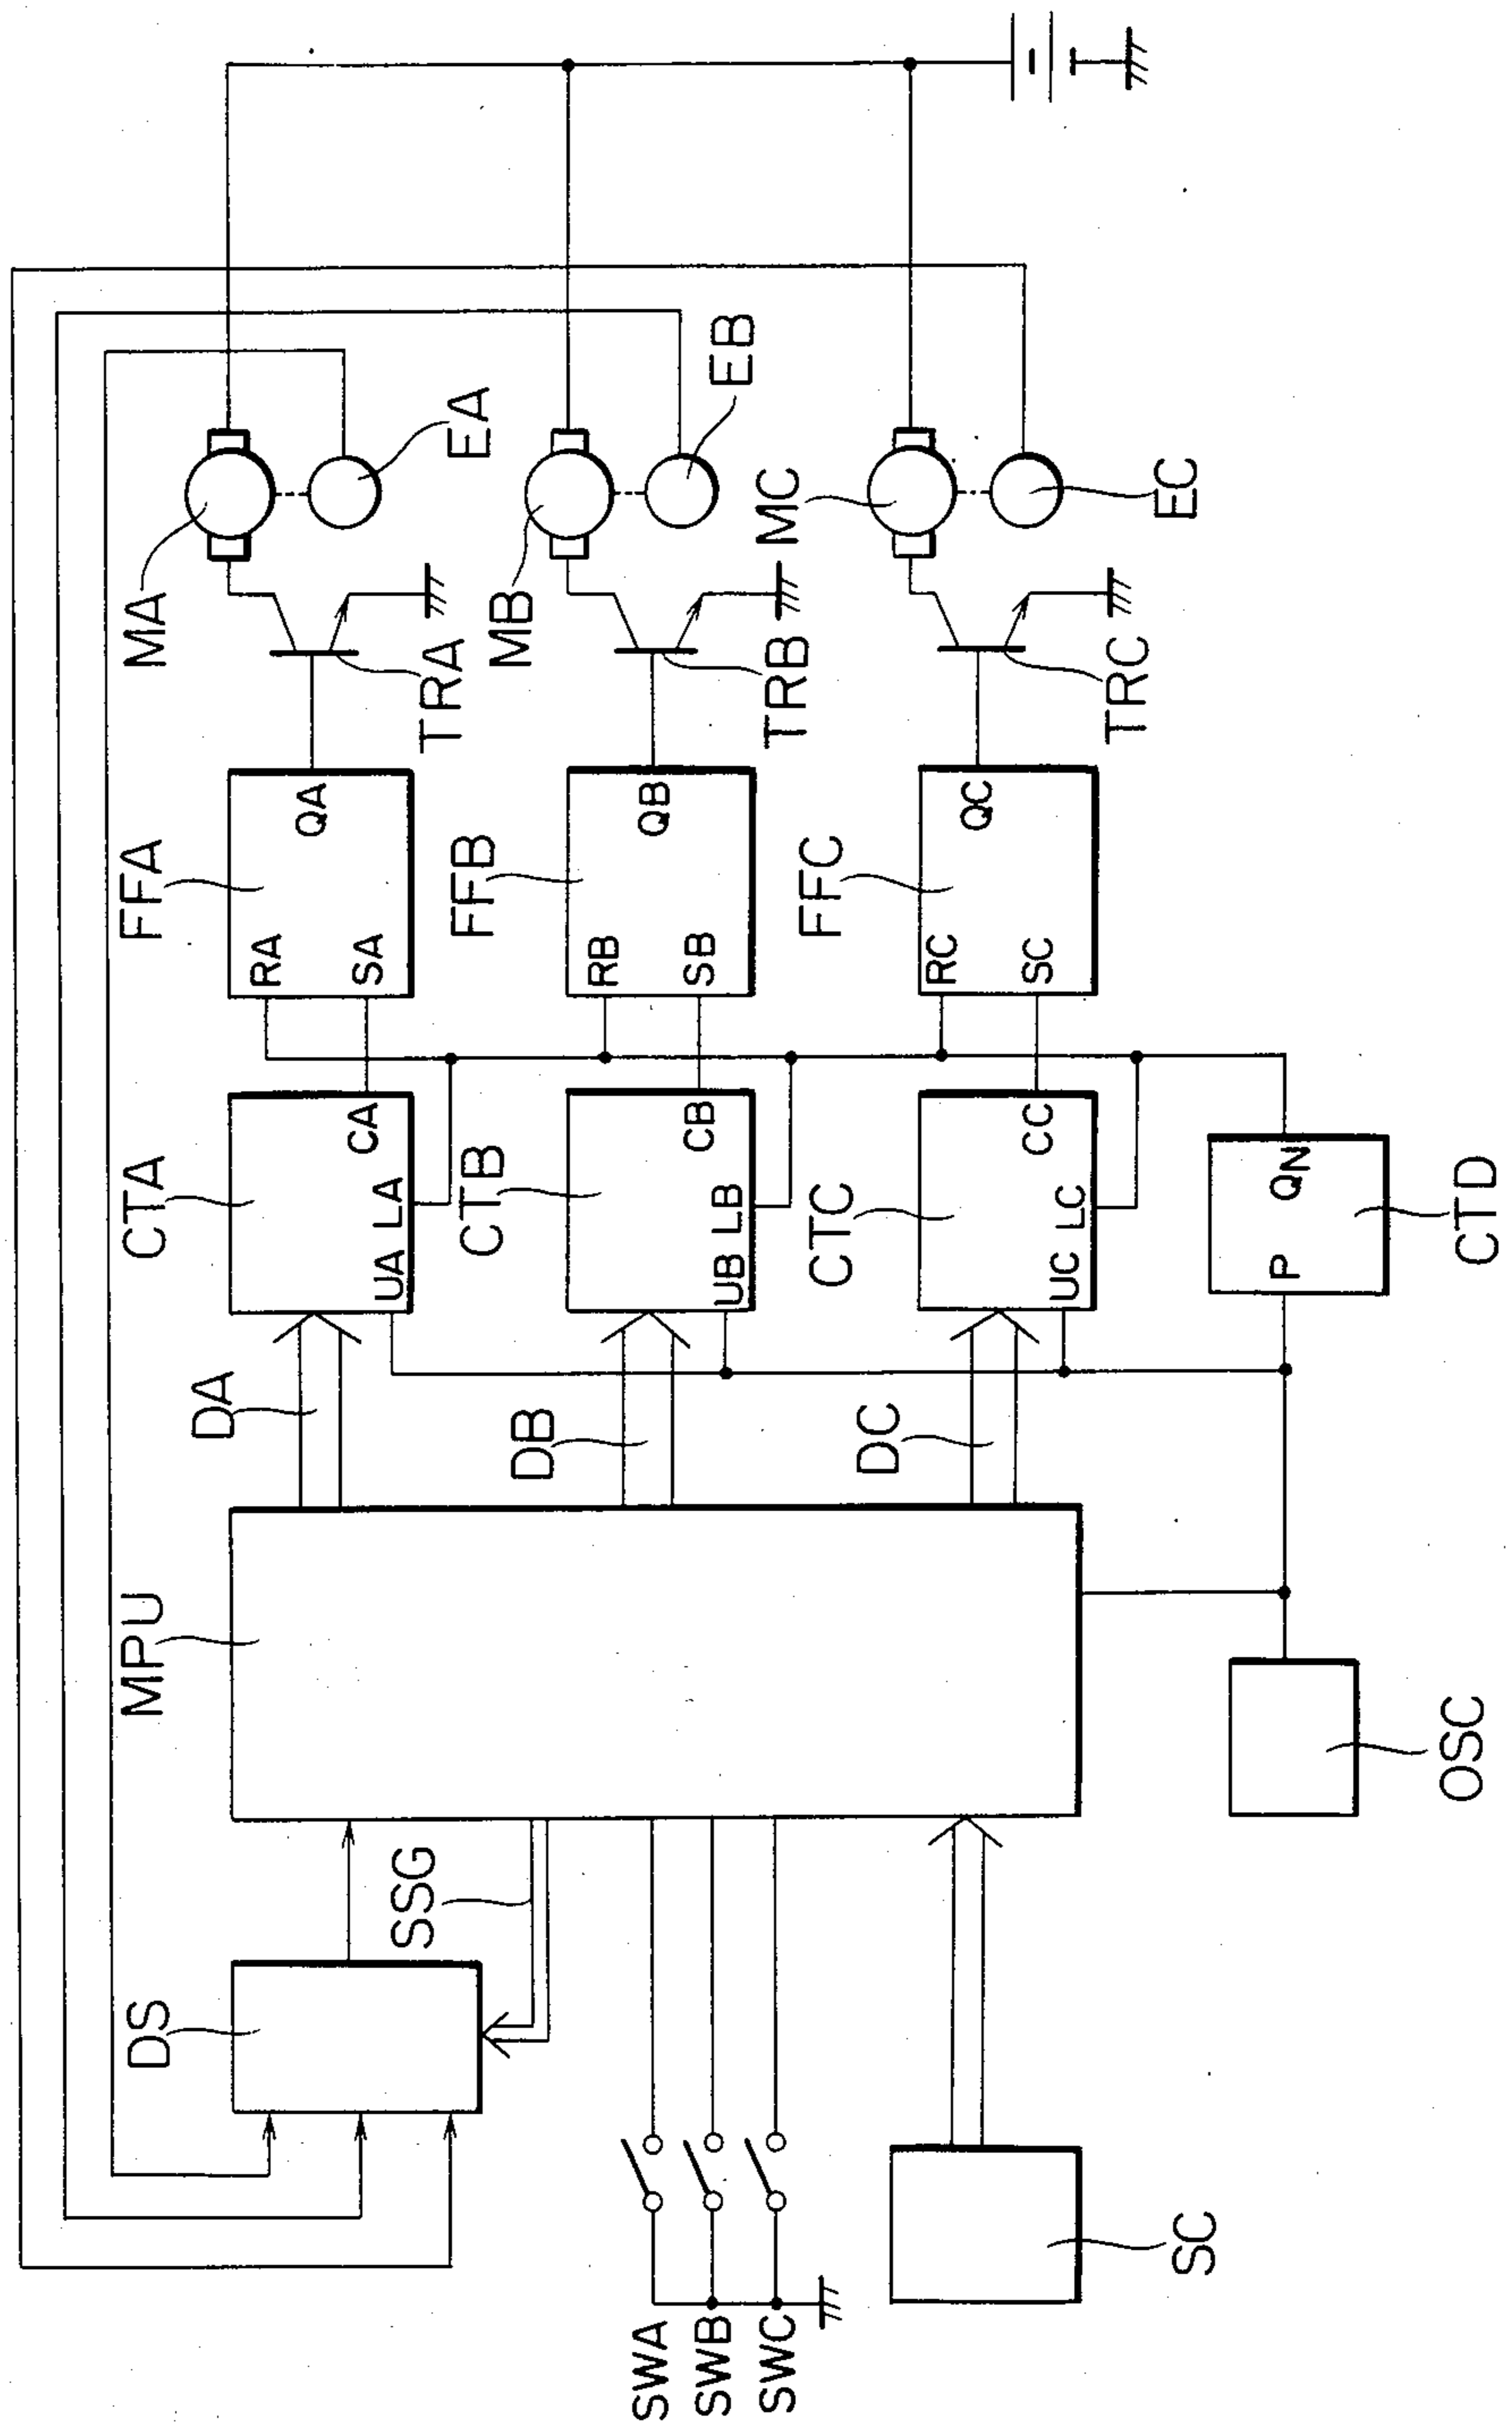 MA
EA
MB
EB
MC
EC
TRA
TRB
TRC
FFA
RA
SA
QA
FFB
RB
SB
QB
FFC
RC
SC
QC
CTA
UA
LA
CA
CTB
UB
LB
CB
CTC
UC
LC
CC
CTD
P
QN
DA
DB
DC
MPU
OSC
DS
SSG
SWA
SWB
SWC
SC